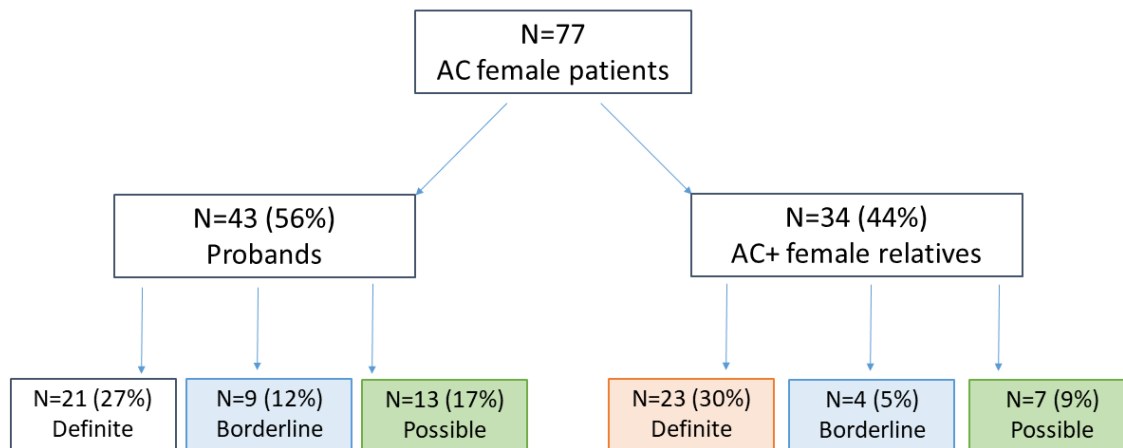 N=77
AC female patients
N=43 (56%)
Probands
N=34 (44%)
AC+ female relatives
N=21 (27%)
Definite
N=9 (12%)
Borderline
N=13 (17%)
Possible
N=23 (30%)
Definite
N=4 (5%)
Borderline
N=7 (9%)
Possible